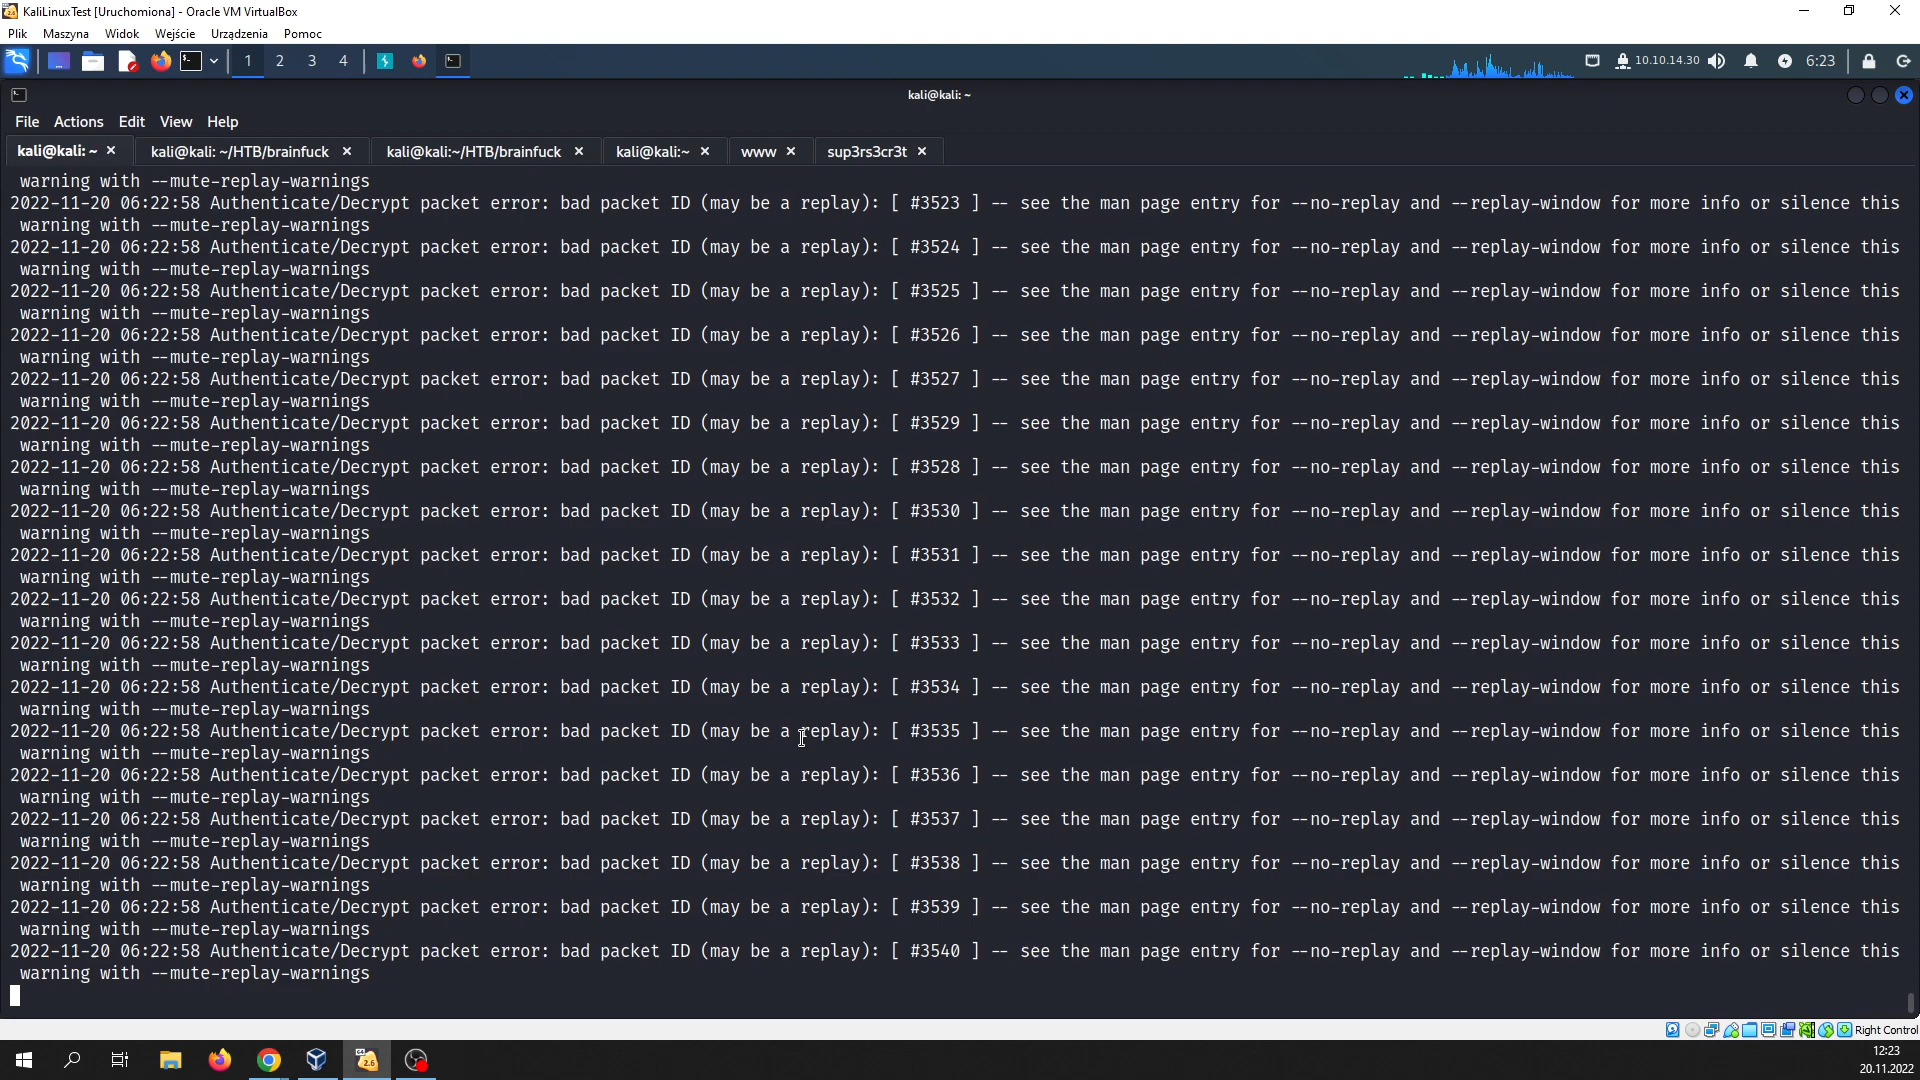 KaliLinuxTest [Uruchomiona] - Oracle VM VirtualBox
Plik Maszyna Widok Wejście Urządzenia Pomoc
1 2 3 4 10.10.14.30 6:23
kali@kali: ~
File Actions Edit View Help
kali@kali: ~ × kali@kali: ~/HTB/brainfuck × kali@kali:~/HTB/brainfuck × kali@kali:~ × www × sup3rs3cr3t ×
warning with --mute-replay-warnings
2022-11-20 06:22:58 Authenticate/Decrypt packet error: bad packet ID (may be a replay): [ #3523 ] -- see the man page entry for --no-replay and --replay-window for more info or silence this
warning with --mute-replay-warnings
2022-11-20 06:22:58 Authenticate/Decrypt packet error: bad packet ID (may be a replay): [ #3524 ] -- see the man page entry for --no-replay and --replay-window for more info or silence this
warning with --mute-replay-warnings
2022-11-20 06:22:58 Authenticate/Decrypt packet error: bad packet ID (may be a replay): [ #3525 ] -- see the man page entry for --no-replay and --replay-window for more info or silence this
warning with --mute-replay-warnings
2022-11-20 06:22:58 Authenticate/Decrypt packet error: bad packet ID (may be a replay): [ #3526 ] -- see the man page entry for --no-replay and --replay-window for more info or silence this
warning with --mute-replay-warnings
2022-11-20 06:22:58 Authenticate/Decrypt packet error: bad packet ID (may be a replay): [ #3527 ] -- see the man page entry for --no-replay and --replay-window for more info or silence this
warning with --mute-replay-warnings
2022-11-20 06:22:58 Authenticate/Decrypt packet error: bad packet ID (may be a replay): [ #3529 ] -- see the man page entry for --no-replay and --replay-window for more info or silence this
warning with --mute-replay-warnings
2022-11-20 06:22:58 Authenticate/Decrypt packet error: bad packet ID (may be a replay): [ #3528 ] -- see the man page entry for --no-replay and --replay-window for more info or silence this
warning with --mute-replay-warnings
2022-11-20 06:22:58 Authenticate/Decrypt packet error: bad packet ID (may be a replay): [ #3530 ] -- see the man page entry for --no-replay and --replay-window for more info or silence this
warning with --mute-replay-warnings
2022-11-20 06:22:58 Authenticate/Decrypt packet error: bad packet ID (may be a replay): [ #3531 ] -- see the man page entry for --no-replay and --replay-window for more info or silence this
warning with --mute-replay-warnings
2022-11-20 06:22:58 Authenticate/Decrypt packet error: bad packet ID (may be a replay): [ #3532 ] -- see the man page entry for --no-replay and --replay-window for more info or silence this
warning with --mute-replay-warnings
2022-11-20 06:22:58 Authenticate/Decrypt packet error: bad packet ID (may be a replay): [ #3533 ] -- see the man page entry for --no-replay and --replay-window for more info or silence this
warning with --mute-replay-warnings
2022-11-20 06:22:58 Authenticate/Decrypt packet error: bad packet ID (may be a replay): [ #3534 ] -- see the man page entry for --no-replay and --replay-window for more info or silence this
warning with --mute-replay-warnings
2022-11-20 06:22:58 Authenticate/Decrypt packet error: bad packet ID (may be a replay): [ #3535 ] -- see the man page entry for --no-replay and --replay-window for more info or silence this
warning with --mute-replay-warnings
2022-11-20 06:22:58 Authenticate/Decrypt packet error: bad packet ID (may be a replay): [ #3536 ] -- see the man page entry for --no-replay and --replay-window for more info or silence this
warning with --mute-replay-warnings
2022-11-20 06:22:58 Authenticate/Decrypt packet error: bad packet ID (may be a replay): [ #3537 ] -- see the man page entry for --no-replay and --replay-window for more info or silence this
warning with --mute-replay-warnings
2022-11-20 06:22:58 Authenticate/Decrypt packet error: bad packet ID (may be a replay): [ #3538 ] -- see the man page entry for --no-replay and --replay-window for more info or silence this
warning with --mute-replay-warnings
2022-11-20 06:22:58 Authenticate/Decrypt packet error: bad packet ID (may be a replay): [ #3539 ] -- see the man page entry for --no-replay and --replay-window for more info or silence this
warning with --mute-replay-warnings
2022-11-20 06:22:58 Authenticate/Decrypt packet error: bad packet ID (may be a replay): [ #3540 ] -- see the man page entry for --no-replay and --replay-window for more info or silence this
warning with --mute-replay-warnings
Right Control
12:23
20.11.2022